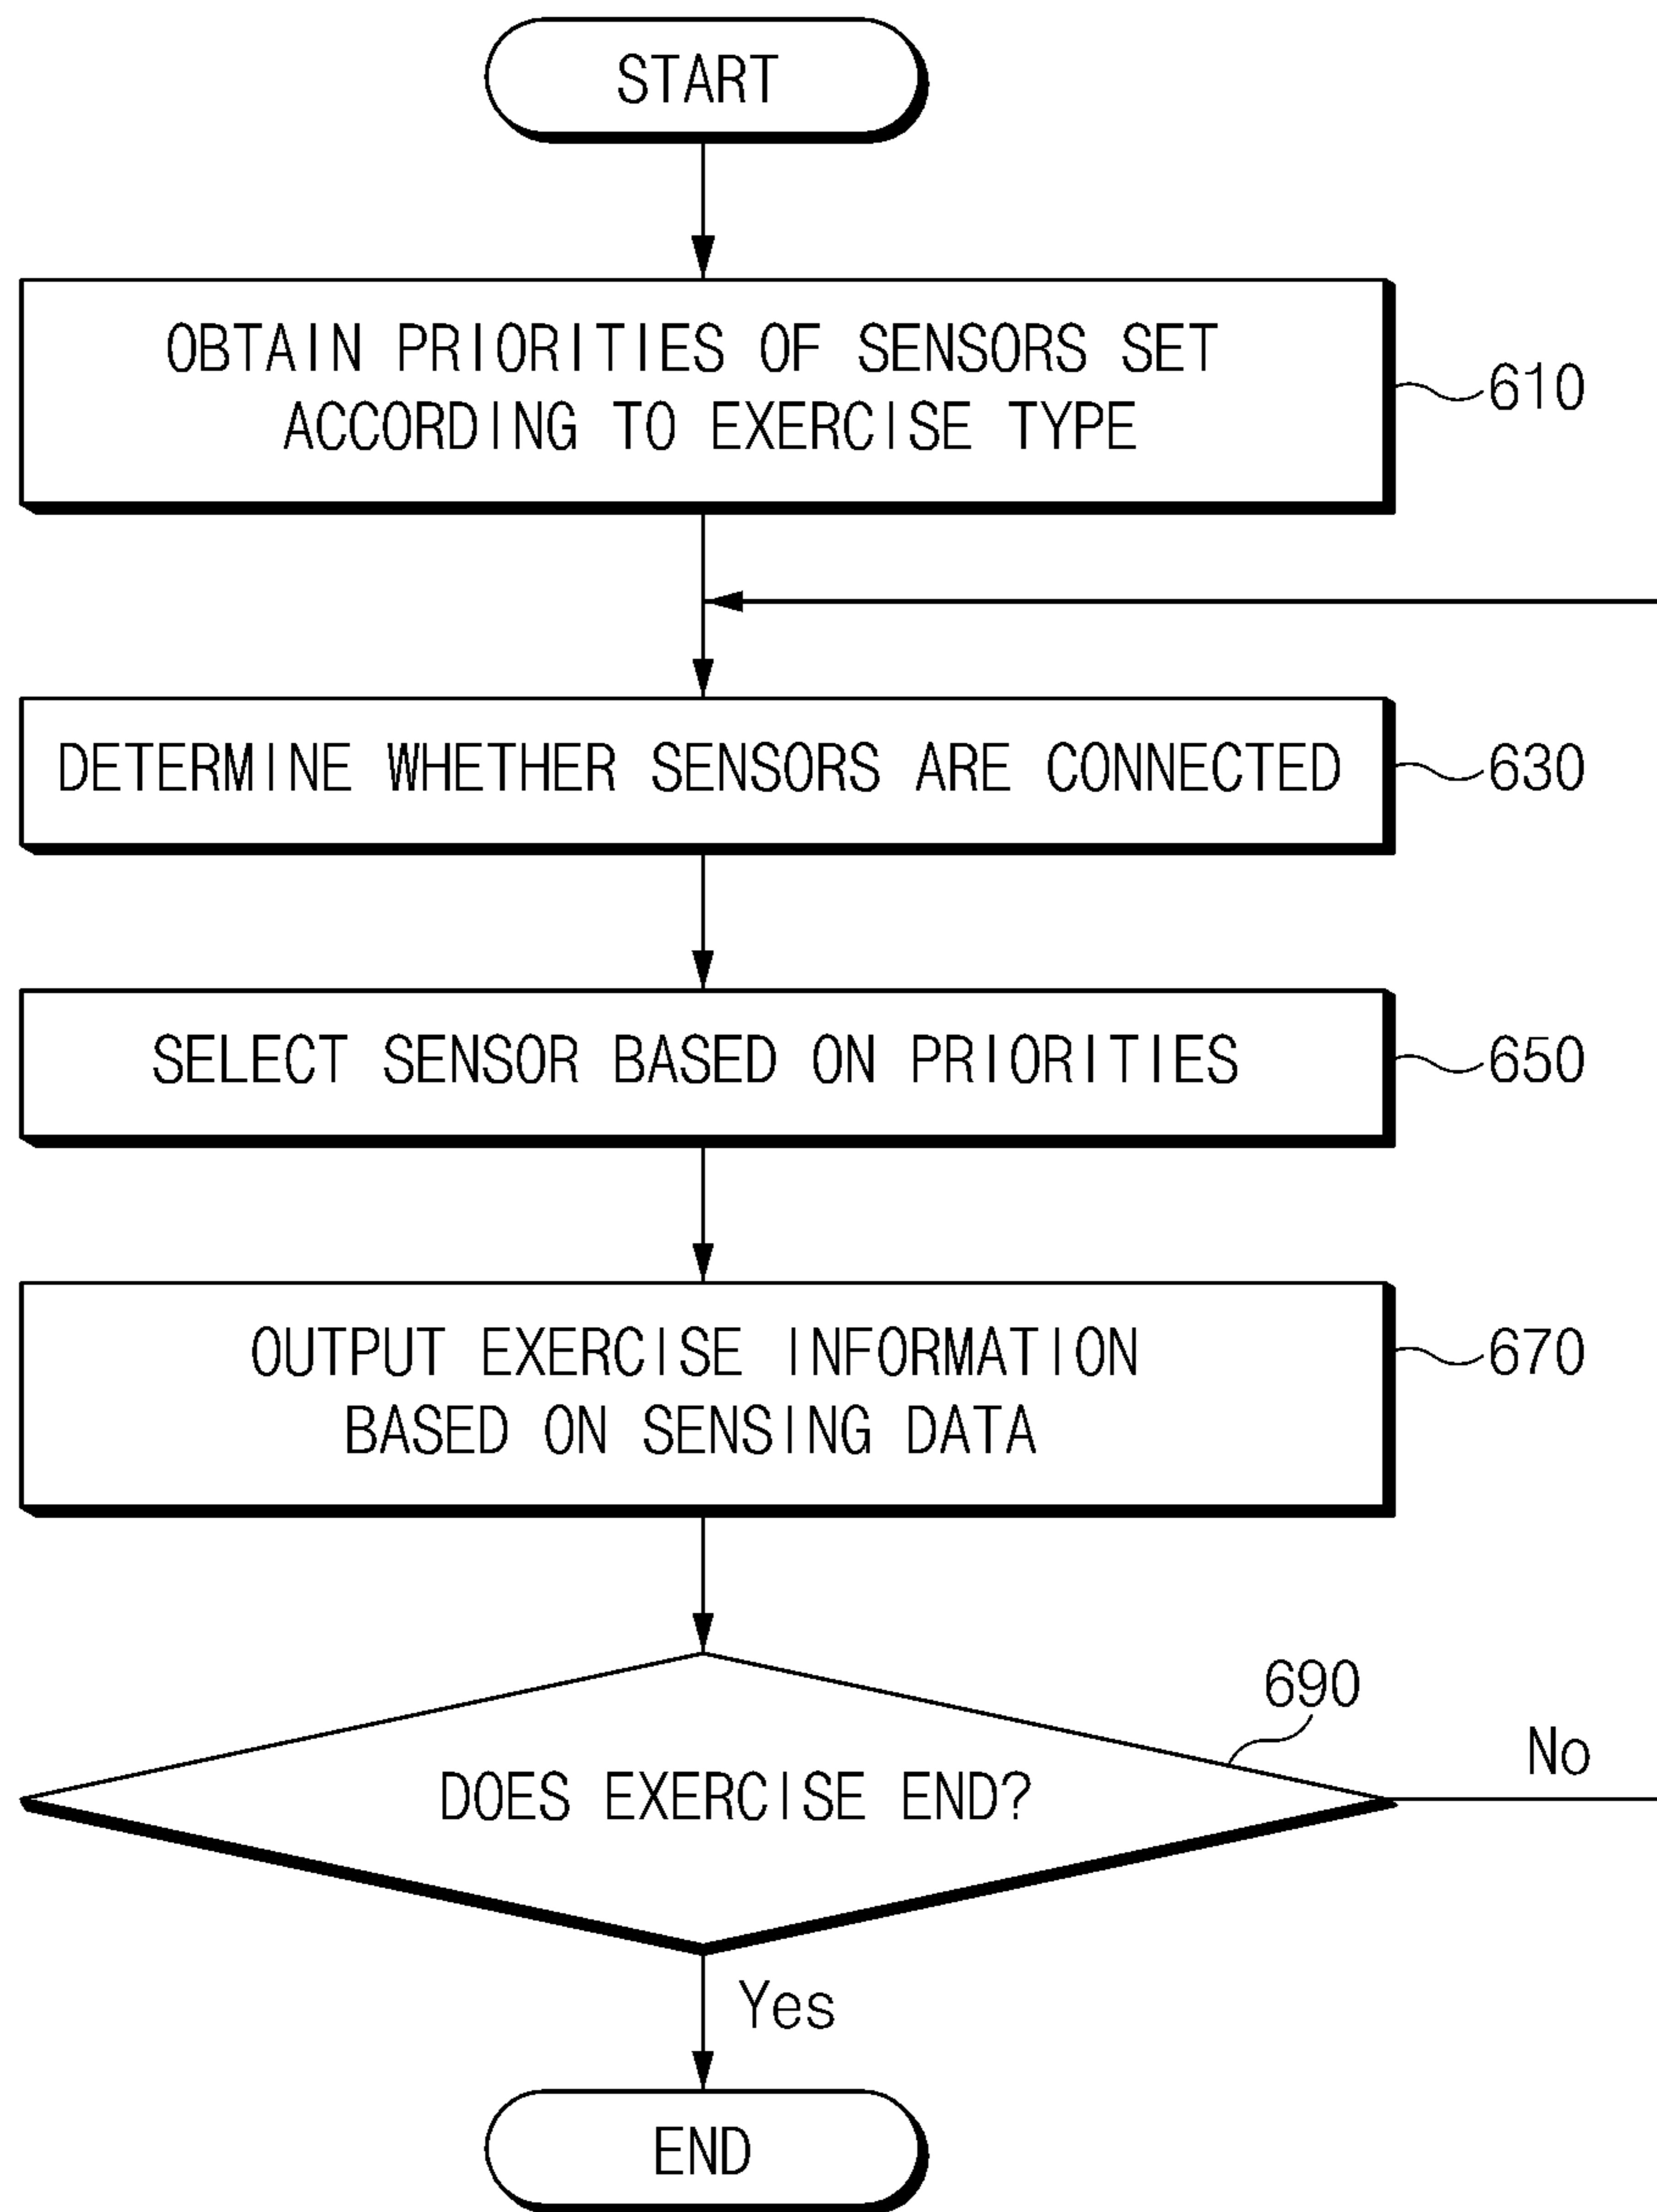 START
OBTAIN PRIORITIES OF SENSORS SET
ACCORDING TO EXERCISE TYPE
610
DETERMINE WHETHER SENSORS ARE CONNECTED
630
SELECT SENSOR BASED ON PRIORITIES
650
OUTPUT EXERCISE INFORMATION
BASED ON SENSING DATA
670
690
DOES EXERCISE END?
No
Yes
END